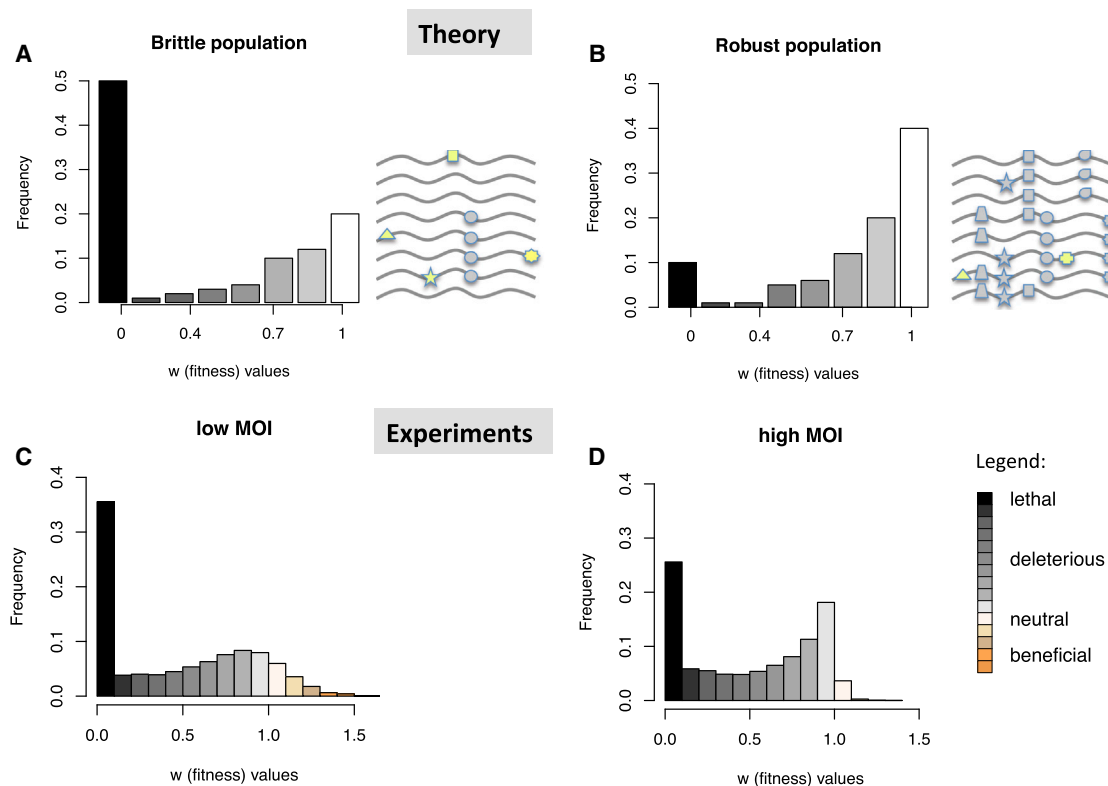 Theory
A
Brittle population
0.5
0.4
0.3
0.2
0.1
0.0
Frequency
0 0.4 0.7 1
w (fitness) values
B
Robust population
0.5
0.4
0.3
0.2
0.1
0.0
Frequency
0 0.4 0.7 1
w (fitness) values
Experiments
C
low MOI
0.4
0.3
0.2
0.1
0.0
Frequency
0.0 0.5 1.0 1.5
w (fitness) values
D
high MOI
0.4
0.3
0.2
0.1
0.0
Frequency
0.0 0.5 1.0 1.5
w (fitness) values
Legend:
lethal
deleterious
neutral
beneficial